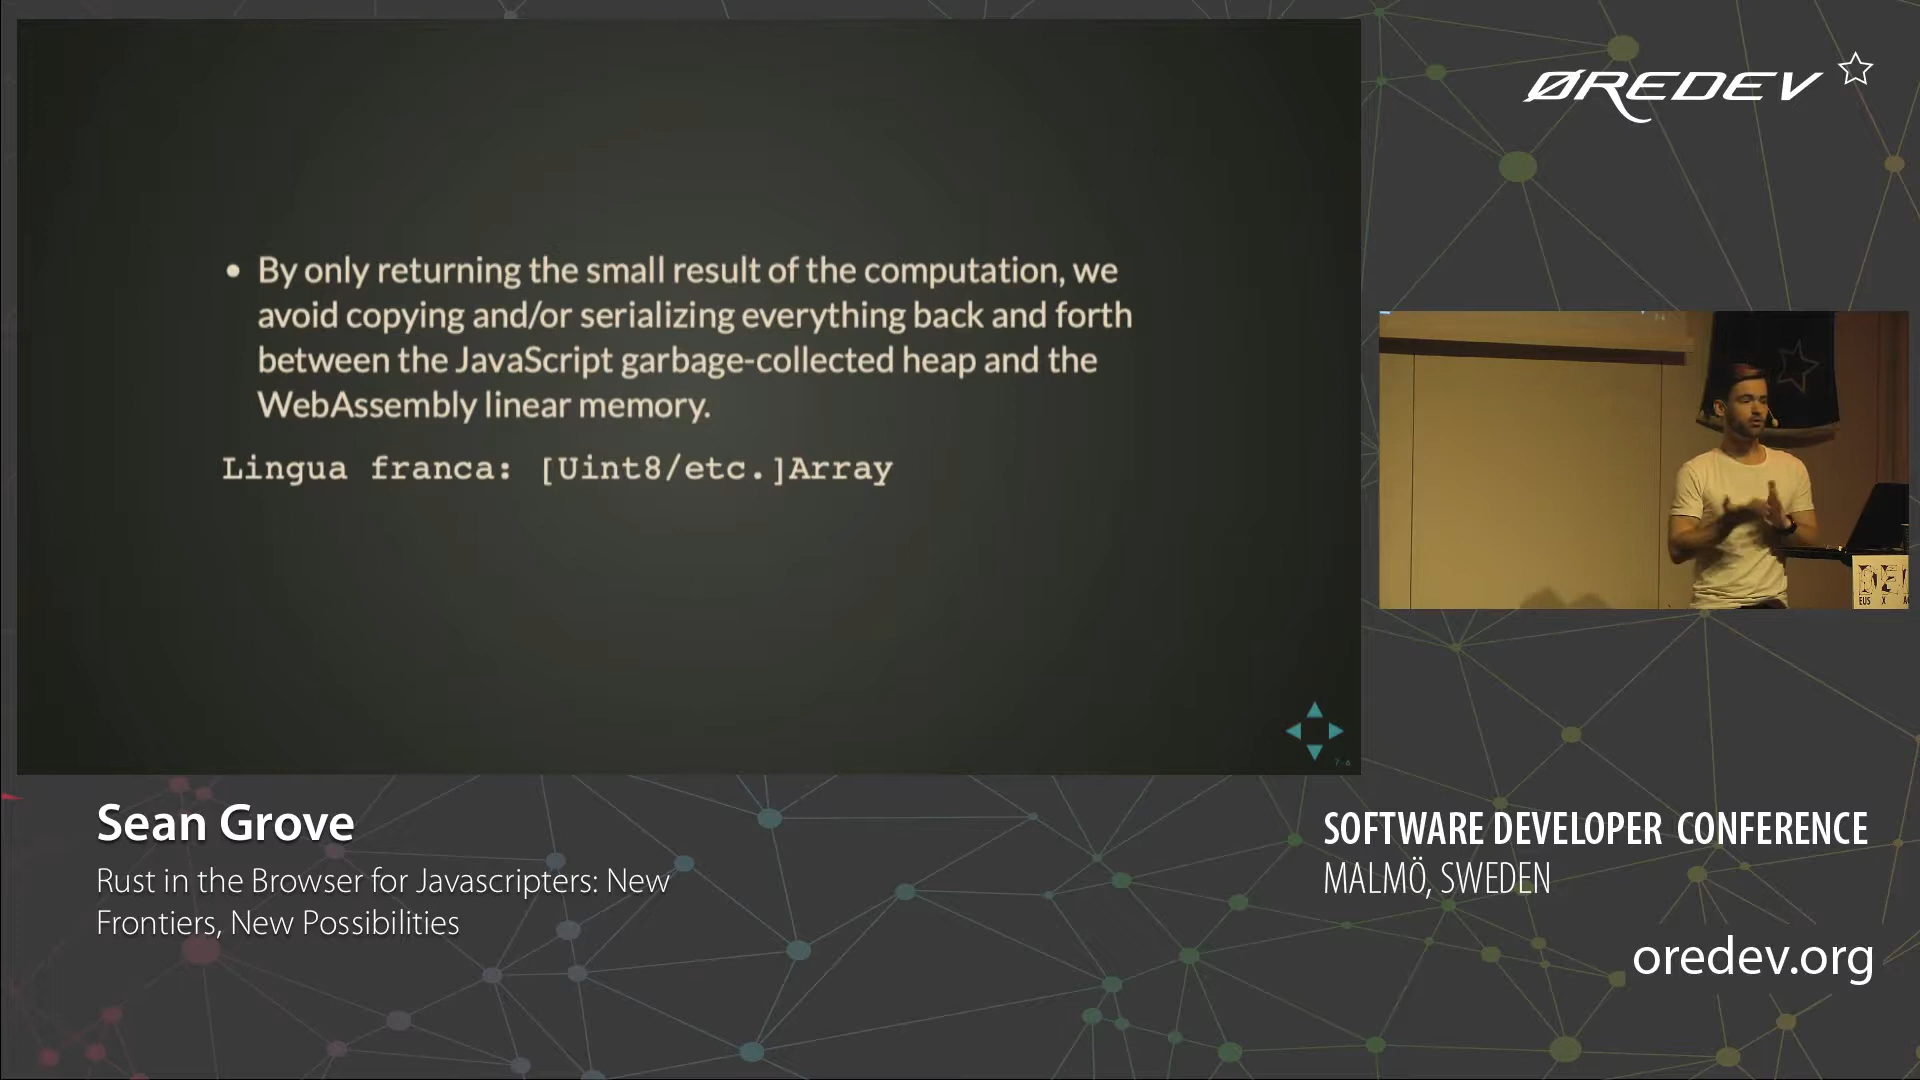 ØREDEV
• By only returning the small result of the computation, we
avoid copying and/or serializing everything back and forth
between the JavaScript garbage-collected heap and the
WebAssembly linear memory.
Lingua franca: [Uint8/etc.]Array
Sean Grove
Rust in the Browser for Javascripters: New
Frontiers, New Possibilities
SOFTWARE DEVELOPER CONFERENCE
MALMÖ, SWEDEN
oredev.org